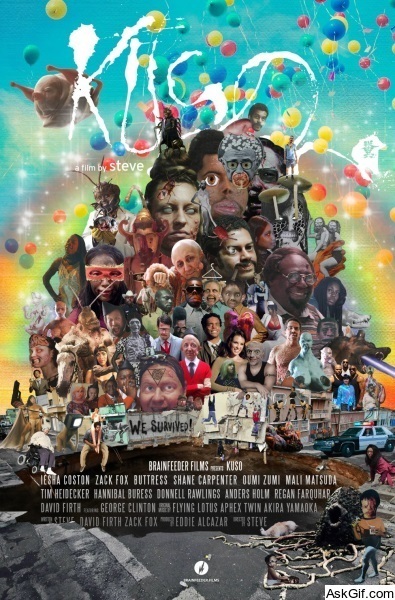 KUSO
a film by steve
WE SURVIVED!
BRAINFEEDER FILMS PRESENTS KUSO
IESHA COSTON ZACK FOX BUTTRESS SHANE CARPENTER OUMI ZUMI MALI MATSUDA
TIM HEIDECKER HANNIBAL BURESS DONNELL RAWLINGS ANDERS HOLM REGAN FAROUHAR
DAVID FIRTH GEORGE CLINTON FLYING LOTUS APHEX TWIN AKIRA YAMAOKA
STEVE DAVID FIRTH ZACK FOX EDDIE ALCAZAR STEVE
BRAINFEEDER.FILMS
AskGif.com